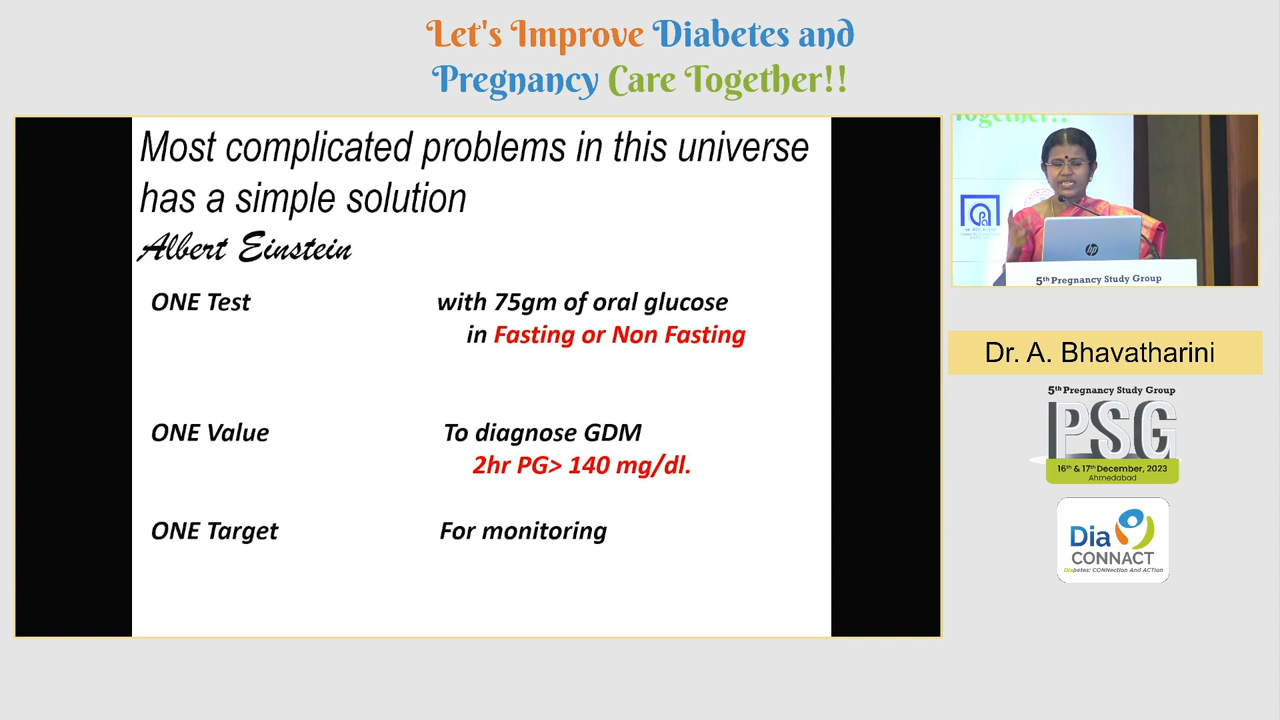 Let's Improve Diabetes and
Pregnancy Care Together!!
Most complicated problems in this universe
has a simple solution
Albert Einstein
ONE Test with 75gm of oral glucose
in Fasting or Non Fasting
ONE Value To diagnose GDM
2hr PG> 140 mg/dl.
ONE Target For monitoring
Together!!
hp
5th Pregnancy Study Group
Dr. A. Bhavatharini
5th Pregnancy Study Group
PSG
16th & 17th December, 2023
Ahmedabad
Dia
CONNACT
Diabetes: CONNection And ACTion